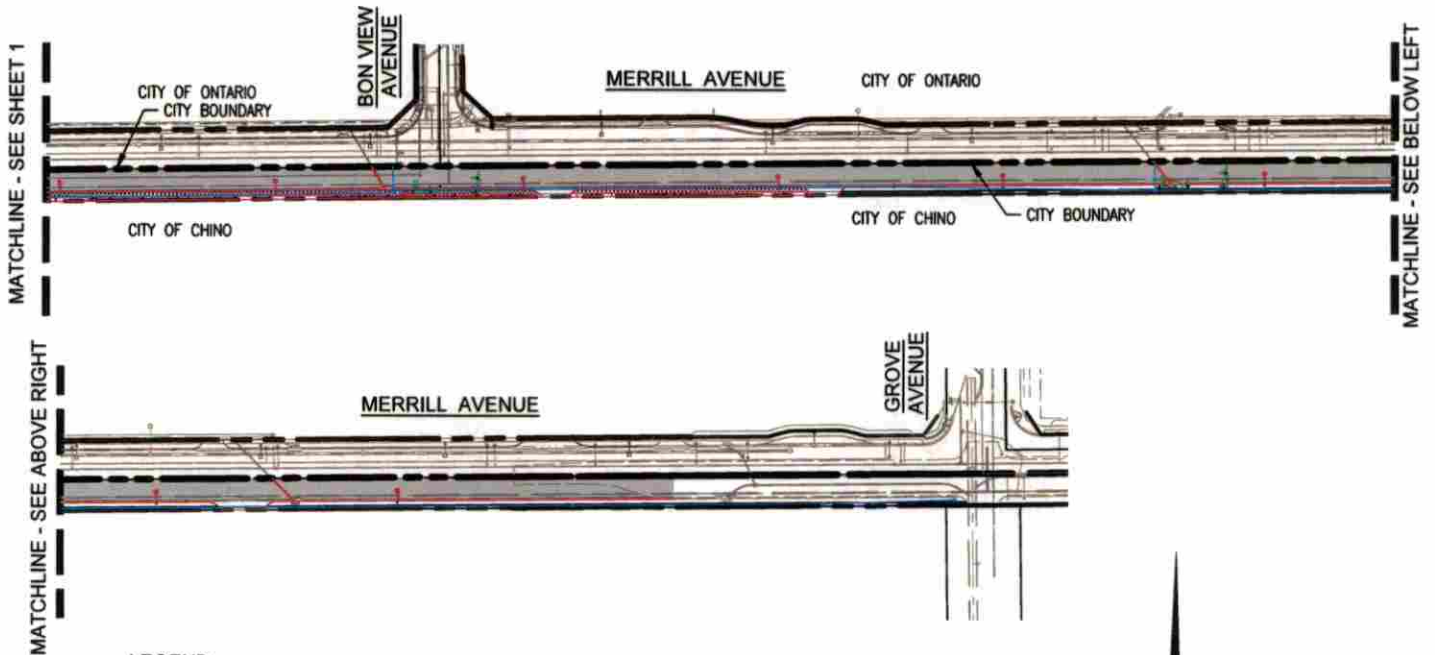 MATCHLINE - SEE SHEET 1
CITY OF ONTARIO
CITY BOUNDARY
BON VIEW
AVENUE
MERRILL AVENUE
CITY OF ONTARIO
MATCHLINE - SEE BELOW LEFT
CITY OF CHINO
CITY OF CHINO
CITY BOUNDARY
MATCHLINE - SEE ABOVE RIGHT
MERRILL AVENUE
GROVE
AVENUE